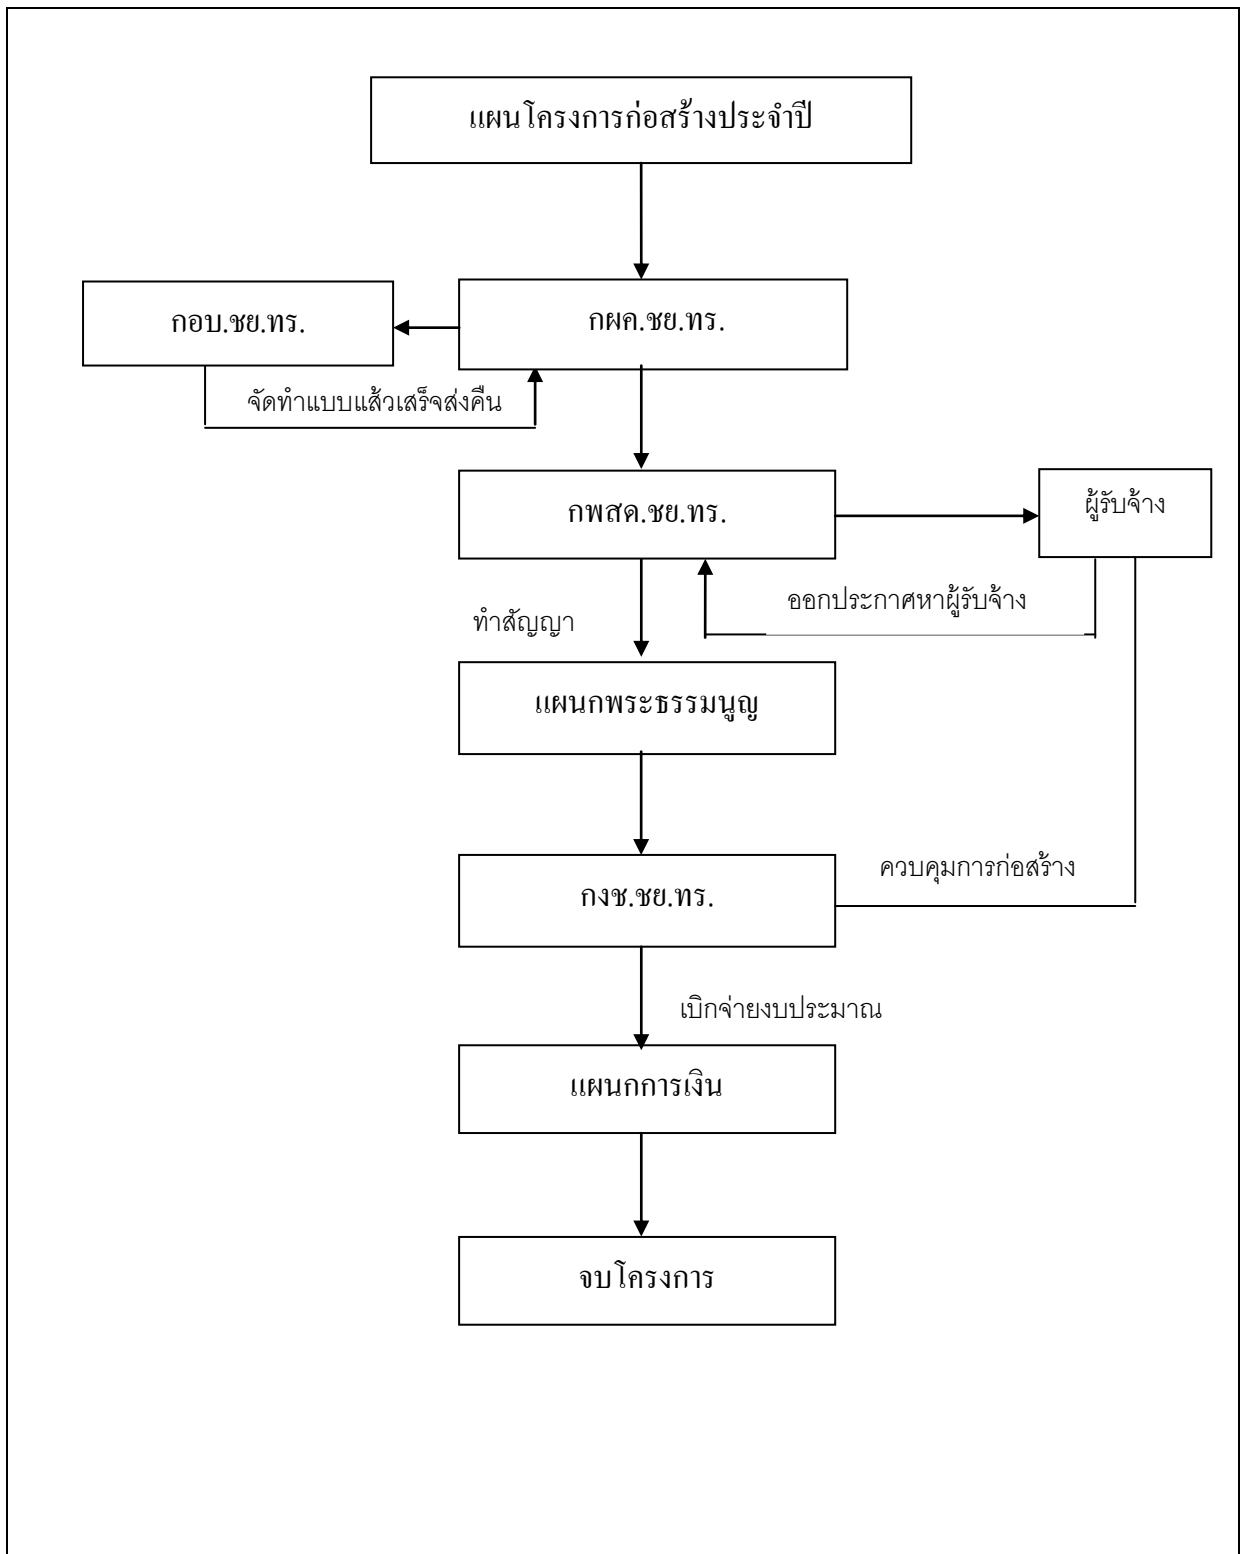 แผนโครงการก่อสร้างประจำปี
กอบ.ชย.ทร.
กผค.ชย.ทร.
จัดทำแบบแล้วเสร็จส่งคืน
กพสด.ชย.ทร.
ผู้รับจ้าง
ออกประกาศหาผู้รับจ้าง
ทำสัญญา
แผนกพระธรรมนูญ
ควบคุมการก่อสร้าง
กงช.ชย.ทร.
เบิกจ่ายงบประมาณ
แผนกการเงิน
จบโครงการ